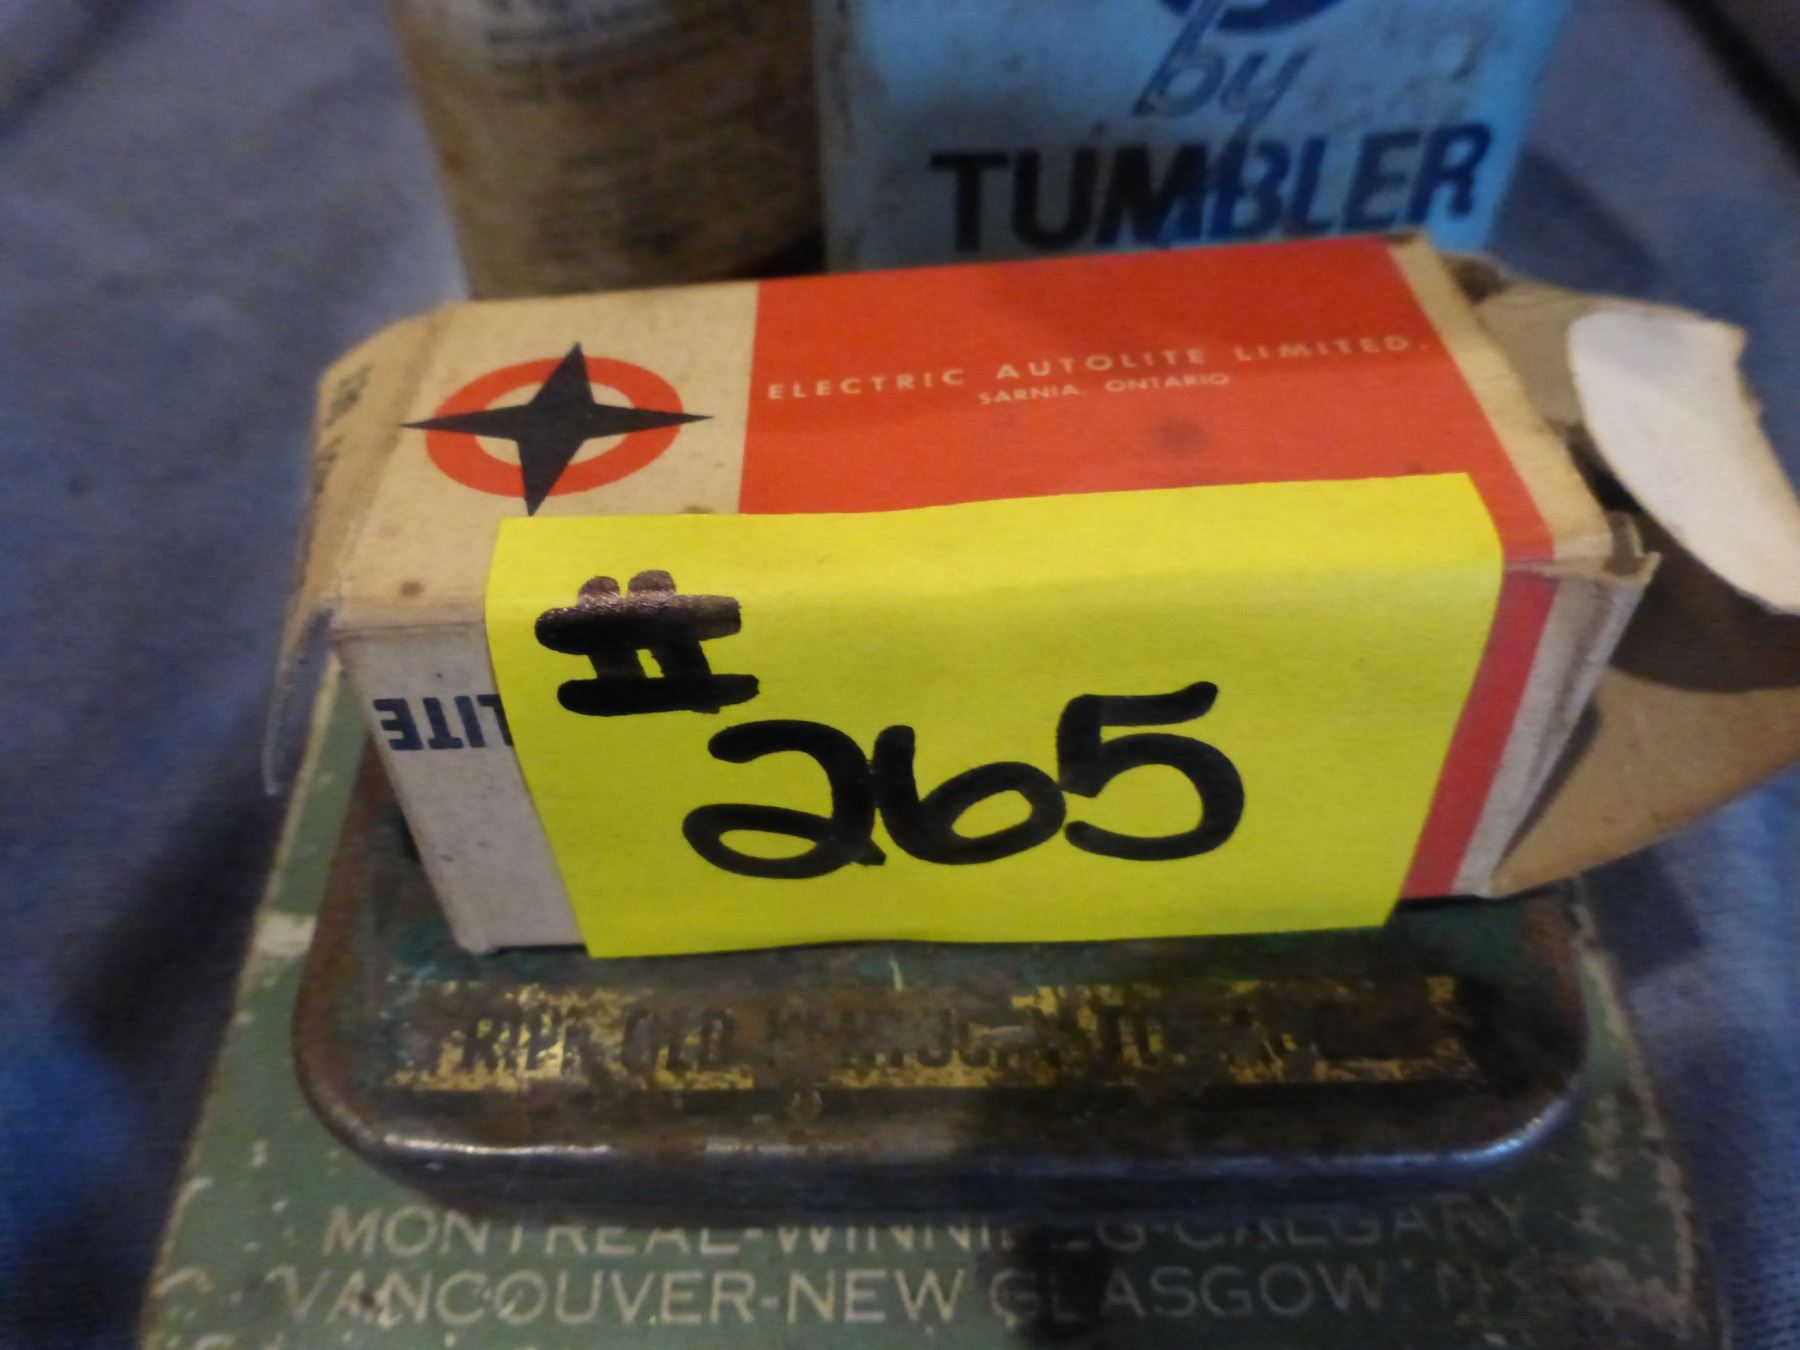 by
TUMBLER
ELECTRIC AUTOLITE LIMITED.
SARNIA, ONTARIO
#
265
LITE
MONTREAL-WINNIPEG-CALGARY
VANCOUVER-NEW GLASGOW N.S.